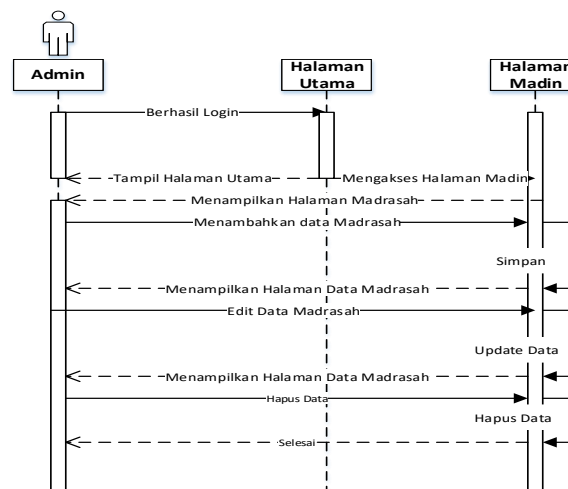 Admin
Halaman
Utama
Halaman
Madin
Berhasil Login
Tampil Halaman Utama
Mengakses Halaman Madin
Menampilkan Halaman Madrasah
Menambahkan data Madrasah
Simpan
Menampilkan Halaman Data Madrasah
Edit Data Madrasah
Update Data
Menampilkan Halaman Data Madrasah
Hapus Data
Hapus Data
Selesai